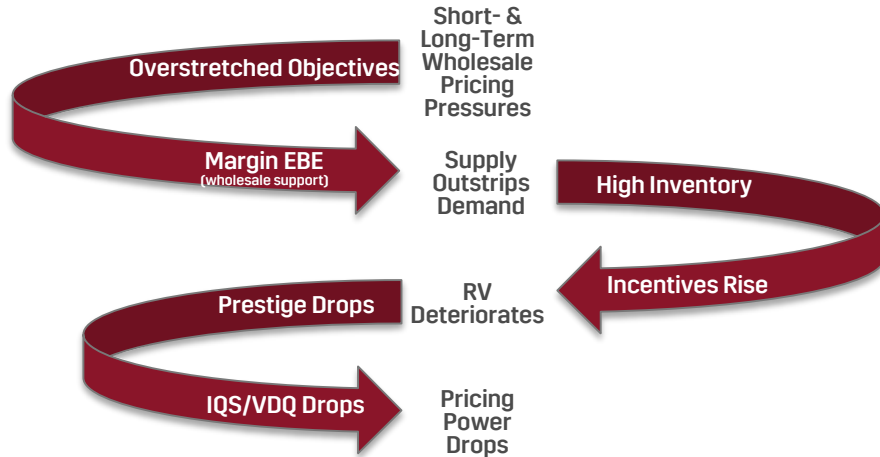 Short- &
Long-Term
Wholesale
Pricing
Pressures
Overstretched Objectives
Margin EBE
(wholesale support)
Supply
Outstrips
Demand
High Inventory
Incentives Rise
RV
Deteriorates
Prestige Drops
IQS/VDQ Drops
Pricing
Power
Drops